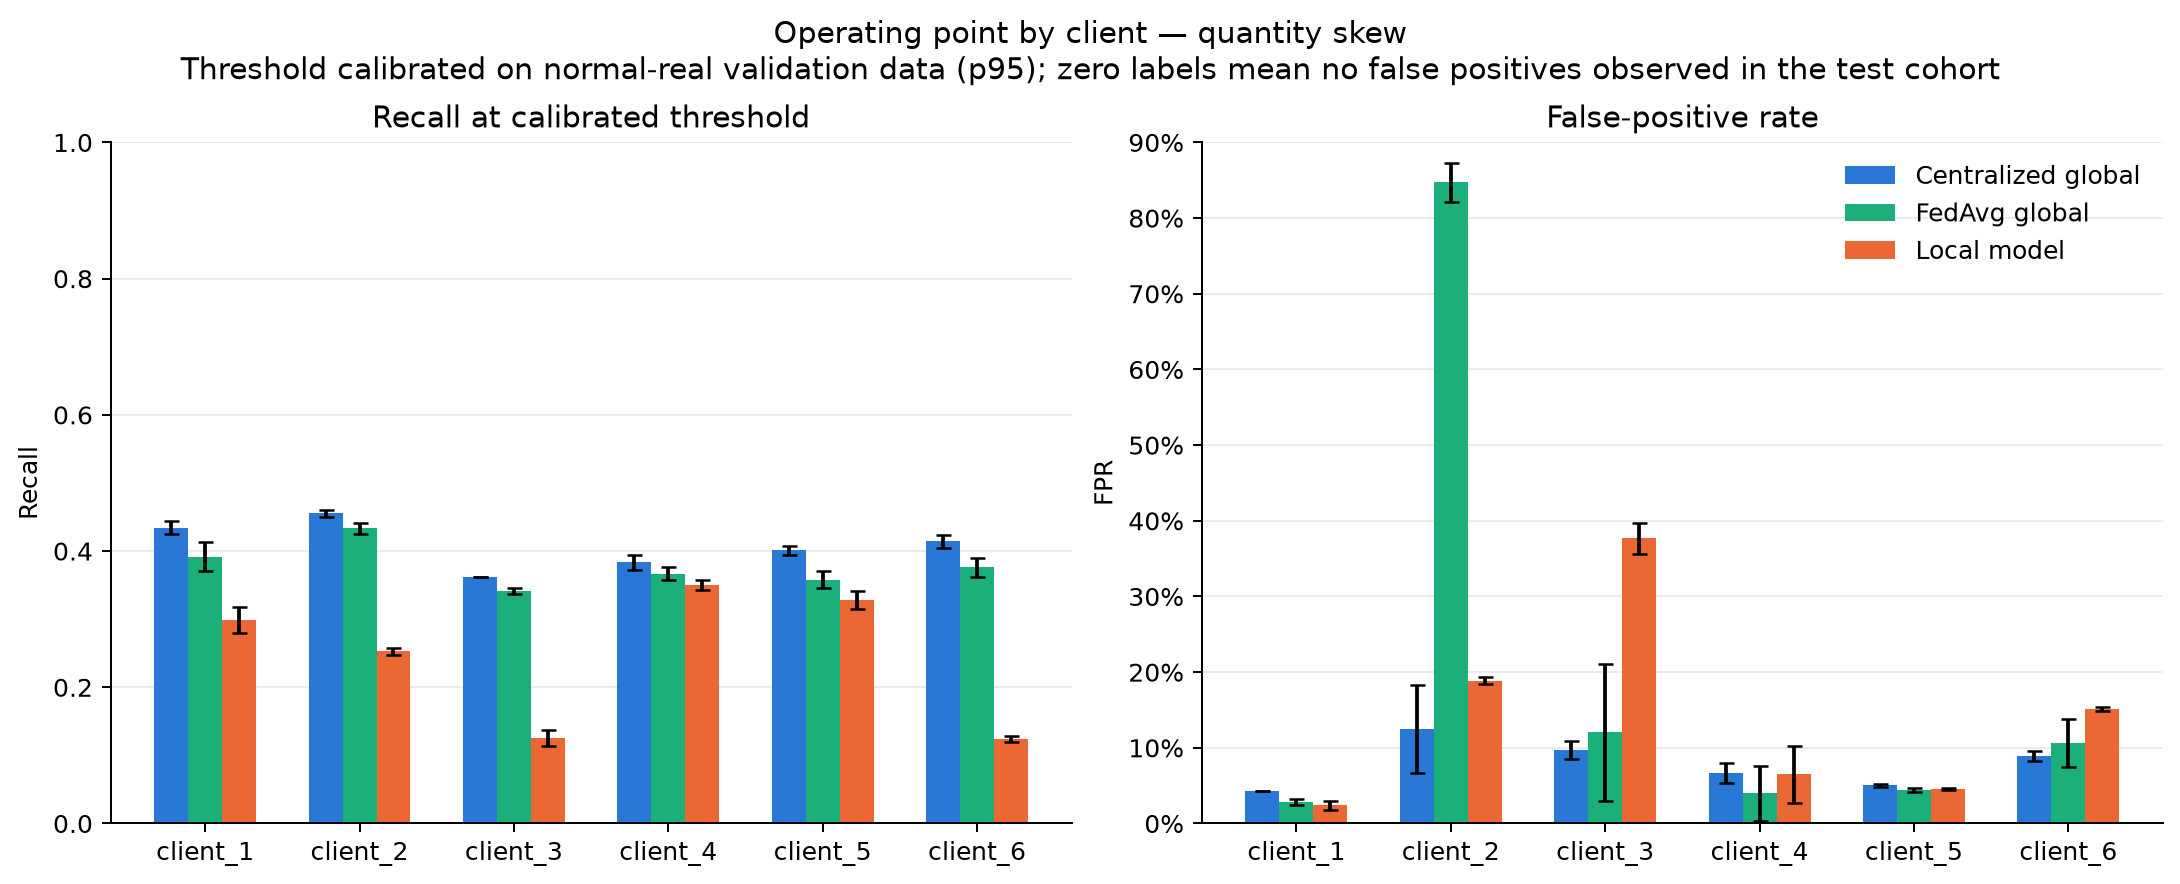 Operating point by client — quantity skew
Threshold calibrated on normal-real validation data (p95); zero labels mean no false positives observed in the test cohort
Recall at calibrated threshold
1.0
0.8
0.6
0.4
0.2
0.0
Recall
client_1 client_2 client_3 client_4 client_5 client_6
False-positive rate
90%
80%
70%
60%
50%
40%
30%
20%
10%
0%
FPR
Centralized global
FedAvg global
Local model
client_1 client_2 client_3 client_4 client_5 client_6